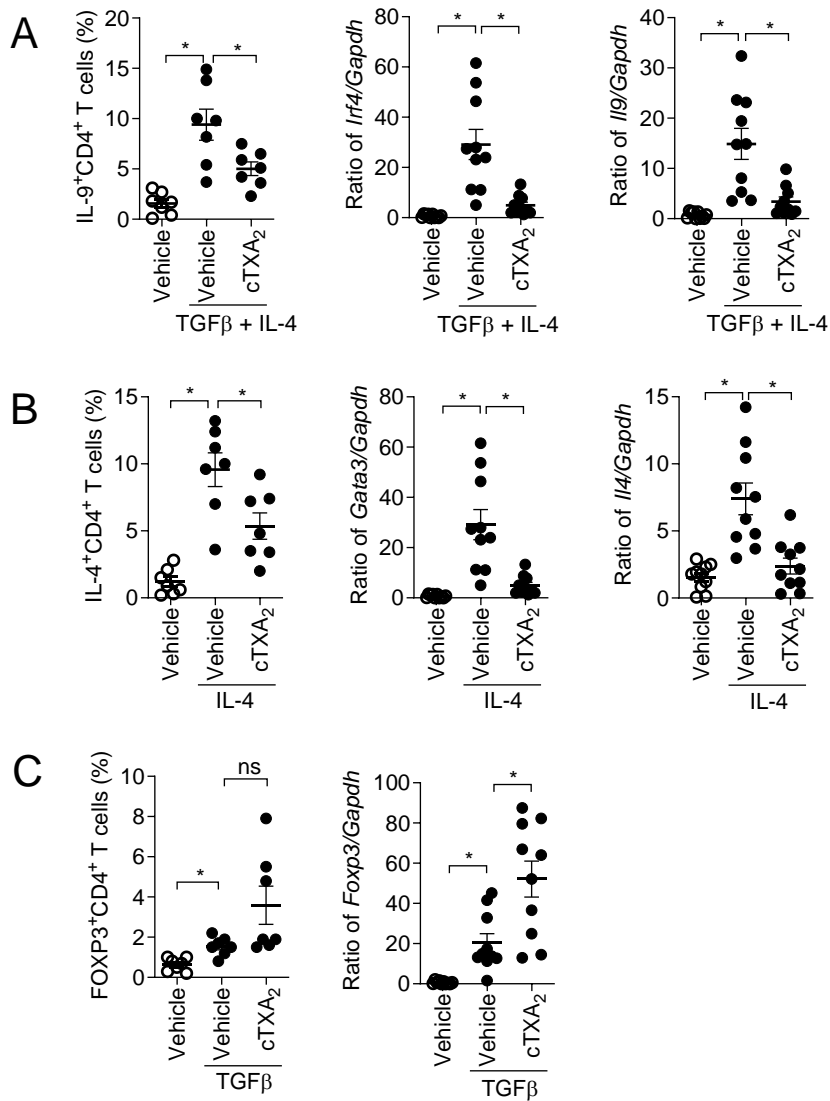 A
IL-9⁺CD4⁺ T cells (%)
20
15
10
5
0
* *
Vehicle
Vehicle
cTXA₂
TGFβ + IL-4
Ratio of Irf4/Gapdh
80
60
40
20
0
* *
Vehicle
Vehicle
cTXA₂
TGFβ + IL-4
Ratio of Il9/Gapdh
40
30
20
10
0
* *
Vehicle
Vehicle
cTXA₂
TGFβ + IL-4
B
IL-4⁺CD4⁺ T cells (%)
15
10
5
0
* *
Vehicle
Vehicle
cTXA₂
IL-4
Ratio of Gata3/Gapdh
80
60
40
20
0
* *
Vehicle
Vehicle
cTXA₂
IL-4
Ratio of Il4/Gapdh
15
10
5
0
* *
Vehicle
Vehicle
cTXA₂
IL-4
C
FOXP3⁺CD4⁺ T cells (%)
10
8
6
4
2
0
* ns
Vehicle
Vehicle
cTXA₂
TGFβ
Ratio of Foxp3/Gapdh
100
80
60
40
20
0
* *
Vehicle
Vehicle
cTXA₂
TGFβ